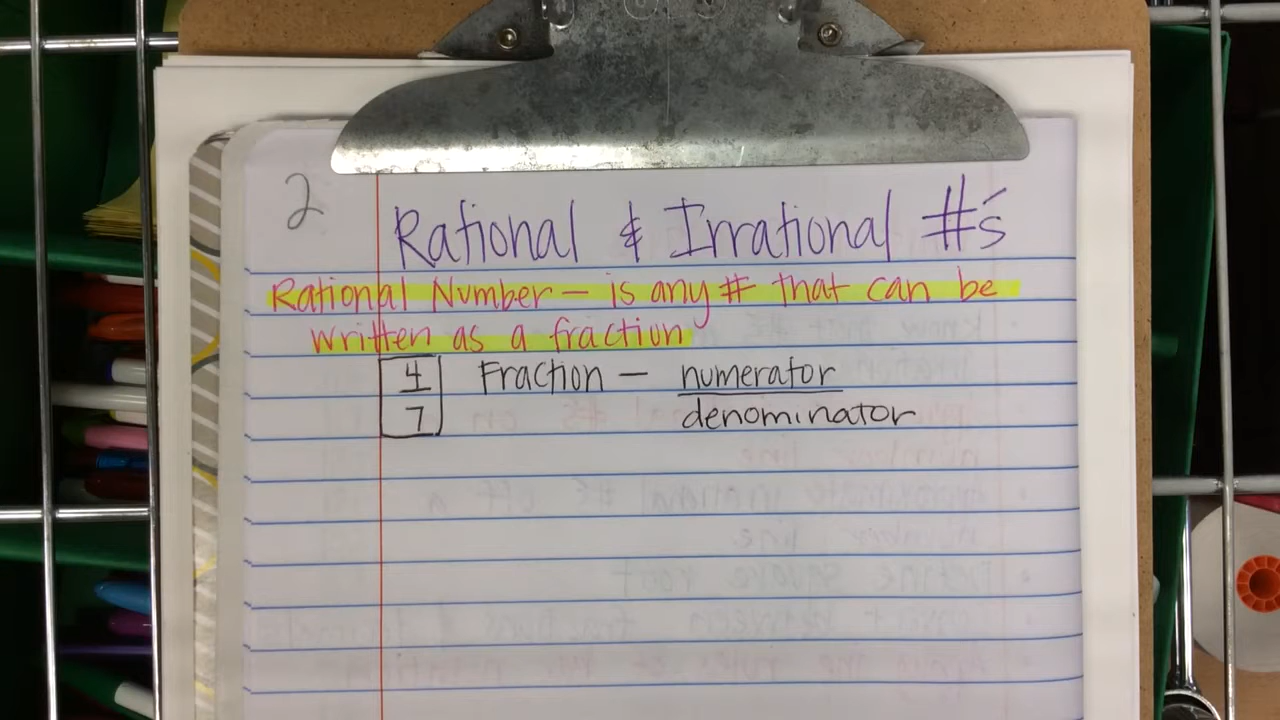 2
Rational & Irrational #'s
Rational Number — is any # that can be
written as a fraction
4 Fraction — numerator
7 denominator